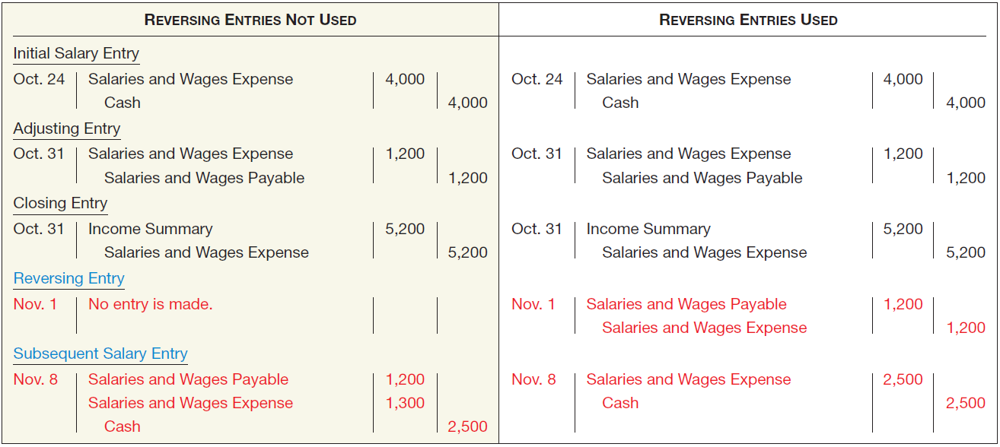 REVERSING ENTRIES NOT USED
REVERSING ENTRIES USED
Initial Salary Entry
Oct. 24 Salaries and Wages Expense 4,000
Cash 4,000
Oct. 24 Salaries and Wages Expense 4,000
Cash 4,000
Adjusting Entry
Oct. 31 Salaries and Wages Expense 1,200
Salaries and Wages Payable 1,200
Oct. 31 Salaries and Wages Expense 1,200
Salaries and Wages Payable 1,200
Closing Entry
Oct. 31 Income Summary 5,200
Salaries and Wages Expense 5,200
Oct. 31 Income Summary 5,200
Salaries and Wages Expense 5,200
Reversing Entry
Nov. 1 No entry is made.
Nov. 1 Salaries and Wages Payable 1,200
Salaries and Wages Expense 1,200
Subsequent Salary Entry
Nov. 8 Salaries and Wages Payable 1,200
Salaries and Wages Expense 1,300
Cash 2,500
Nov. 8 Salaries and Wages Expense 2,500
Cash 2,500